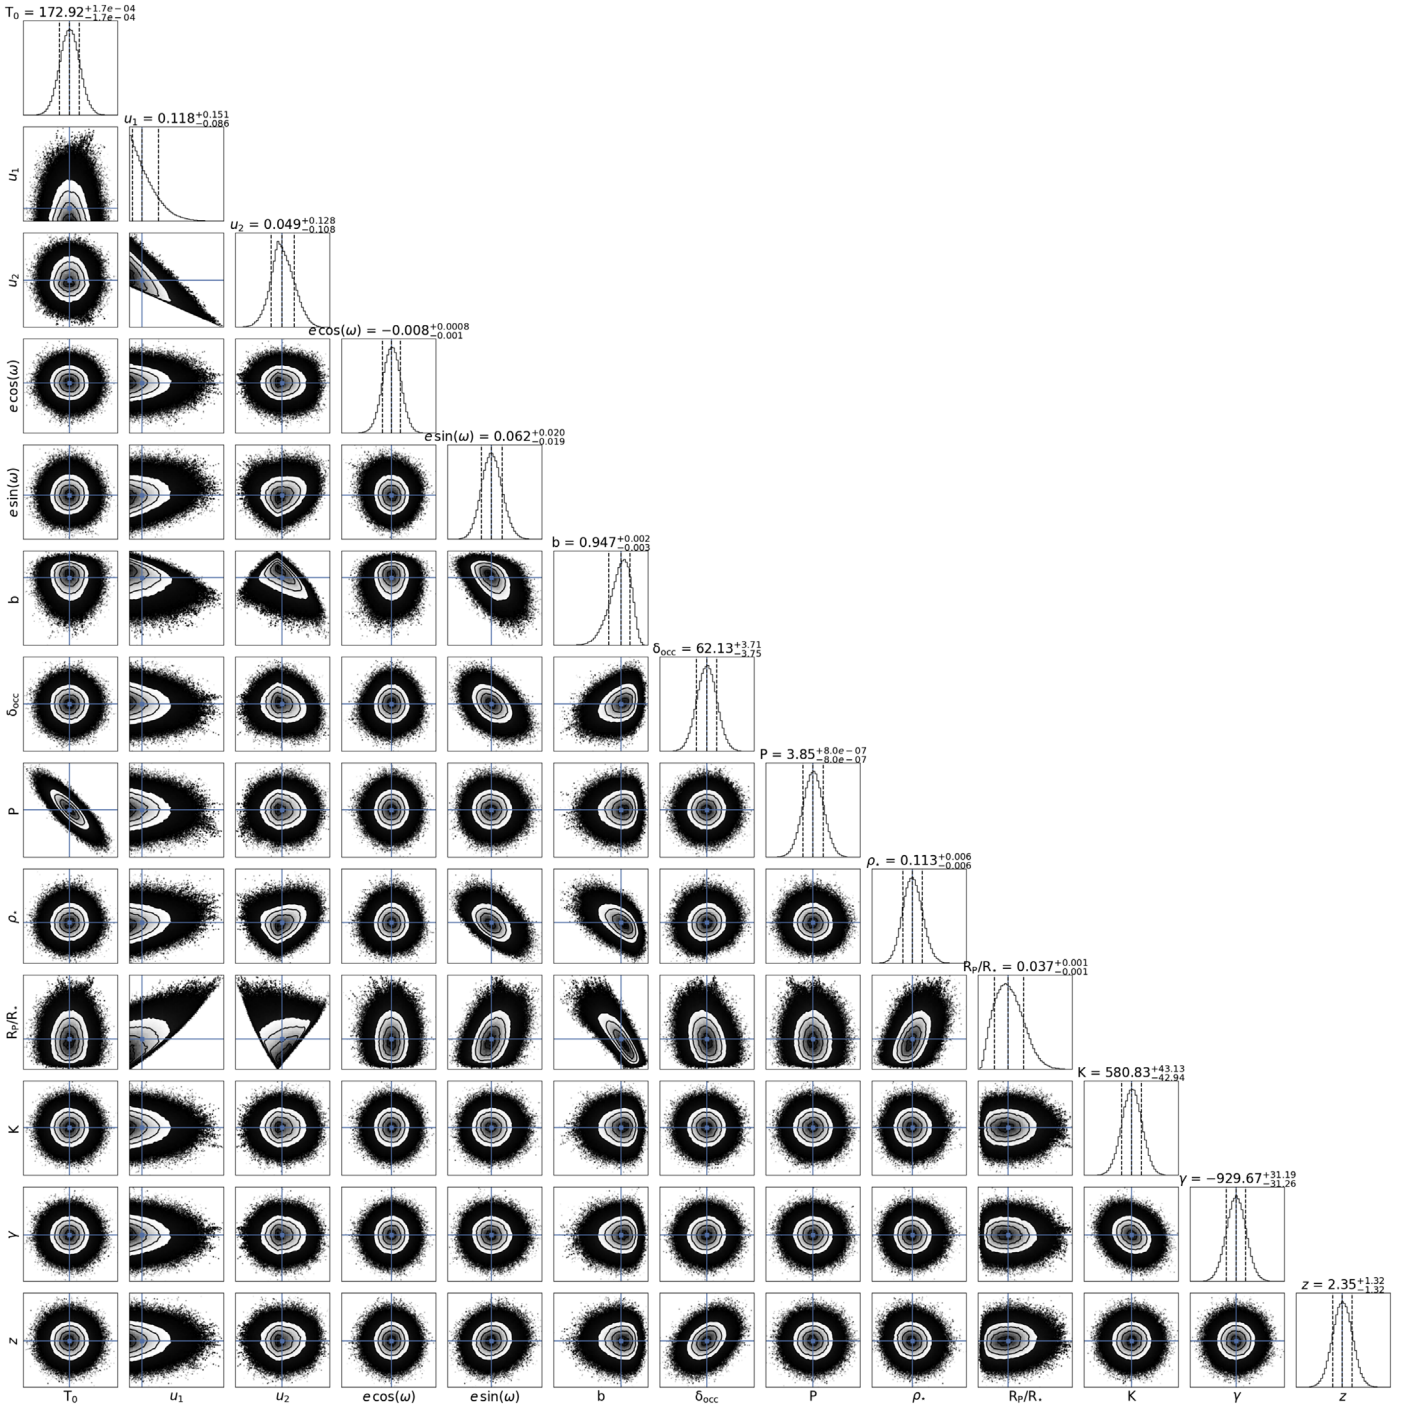 T₀ = 172.92⁺¹·⁷ᵉ⁻⁰⁴₋₁.₇ₑ₋₀₄
u₁ = 0.118⁺⁰·¹⁵¹₋₀.₀₈₆
u₁
u₂ = 0.049⁺⁰·¹²⁸₋₀.₁₀₈
u₂
e cos(ω) = −0.008⁺⁰·⁰⁰⁰⁸₋₀.₀₀₁
e cos(ω)
e sin(ω) = 0.062⁺⁰·⁰²⁰₋₀.₀₁₉
e sin(ω)
b = 0.947⁺⁰·⁰⁰²₋₀.₀₀₃
b
δocc = 62.13⁺³·⁷¹₋₃.₇₅
δocc
P = 3.85⁺⁸·⁰ᵉ⁻⁰⁷₋₈.₀ₑ₋₀₇
P
ρ⋆ = 0.113⁺⁰·⁰⁰⁶₋₀.₀₀₆
ρ⋆
R_P/R⋆ = 0.037⁺⁰·⁰⁰¹₋₀.₀₀₁
R_P/R⋆
K = 580.83⁺⁴³·¹³₋₄₂.₉₄
K
γ = −929.67⁺³¹·¹⁹₋₃₁.₂₆
γ
z = 2.35⁺¹·³²₋₁.₃₂
z
T₀ u₁ u₂ e cos(ω) e sin(ω) b δocc P ρ⋆ R_P/R⋆ K γ z